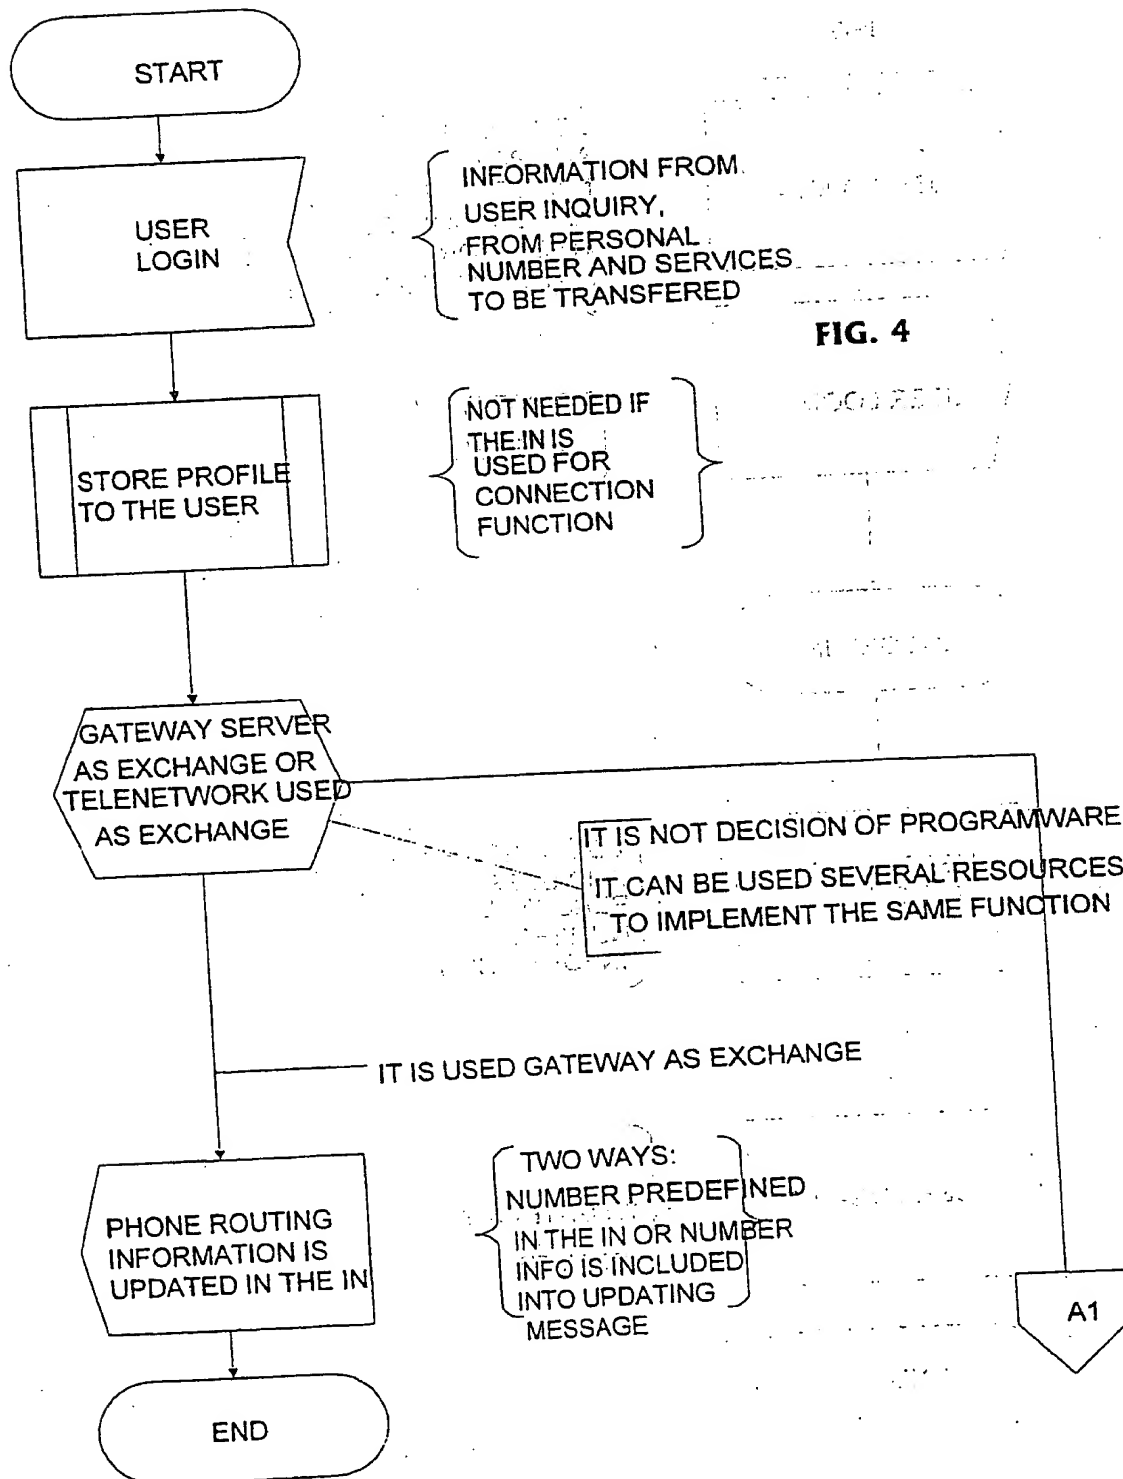 START
USER
LOGIN
INFORMATION FROM
USER INQUIRY,
FROM PERSONAL
NUMBER AND SERVICES
TO BE TRANSFERED
FIG. 4
STORE PROFILE
TO THE USER
NOT NEEDED IF
THE IN IS
USED FOR
CONNECTION
FUNCTION
GATEWAY SERVER
AS EXCHANGE OR
TELENETWORK USED
AS EXCHANGE
IT IS NOT DECISION OF PROGRAMWARE
IT CAN BE USED SEVERAL RESOURCES
TO IMPLEMENT THE SAME FUNCTION
IT IS USED GATEWAY AS EXCHANGE
PHONE ROUTING
INFORMATION IS
UPDATED IN THE IN
TWO WAYS:
NUMBER PREDEFINED
IN THE IN OR NUMBER
INFO IS INCLUDED
INTO UPDATING
MESSAGE
A1
END